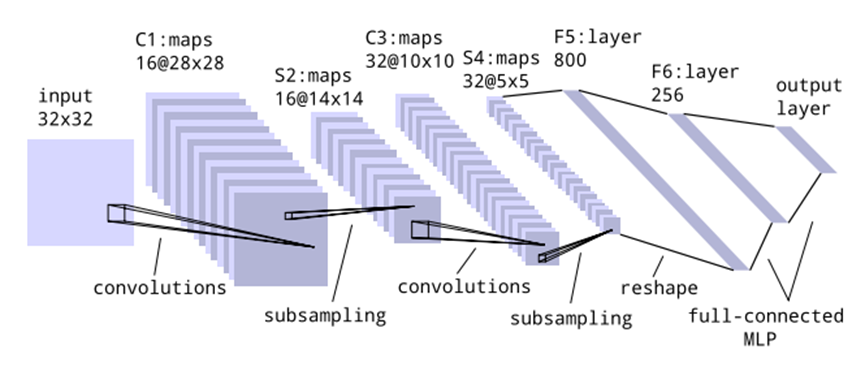 input
32x32
C1:maps
16@28x28
S2:maps
16@14x14
C3:maps
32@10x10
S4:maps
32@5x5
F5:layer
800
F6:layer
256
output
layer
convolutions
subsampling
convolutions
subsampling
reshape
full-connected
MLP